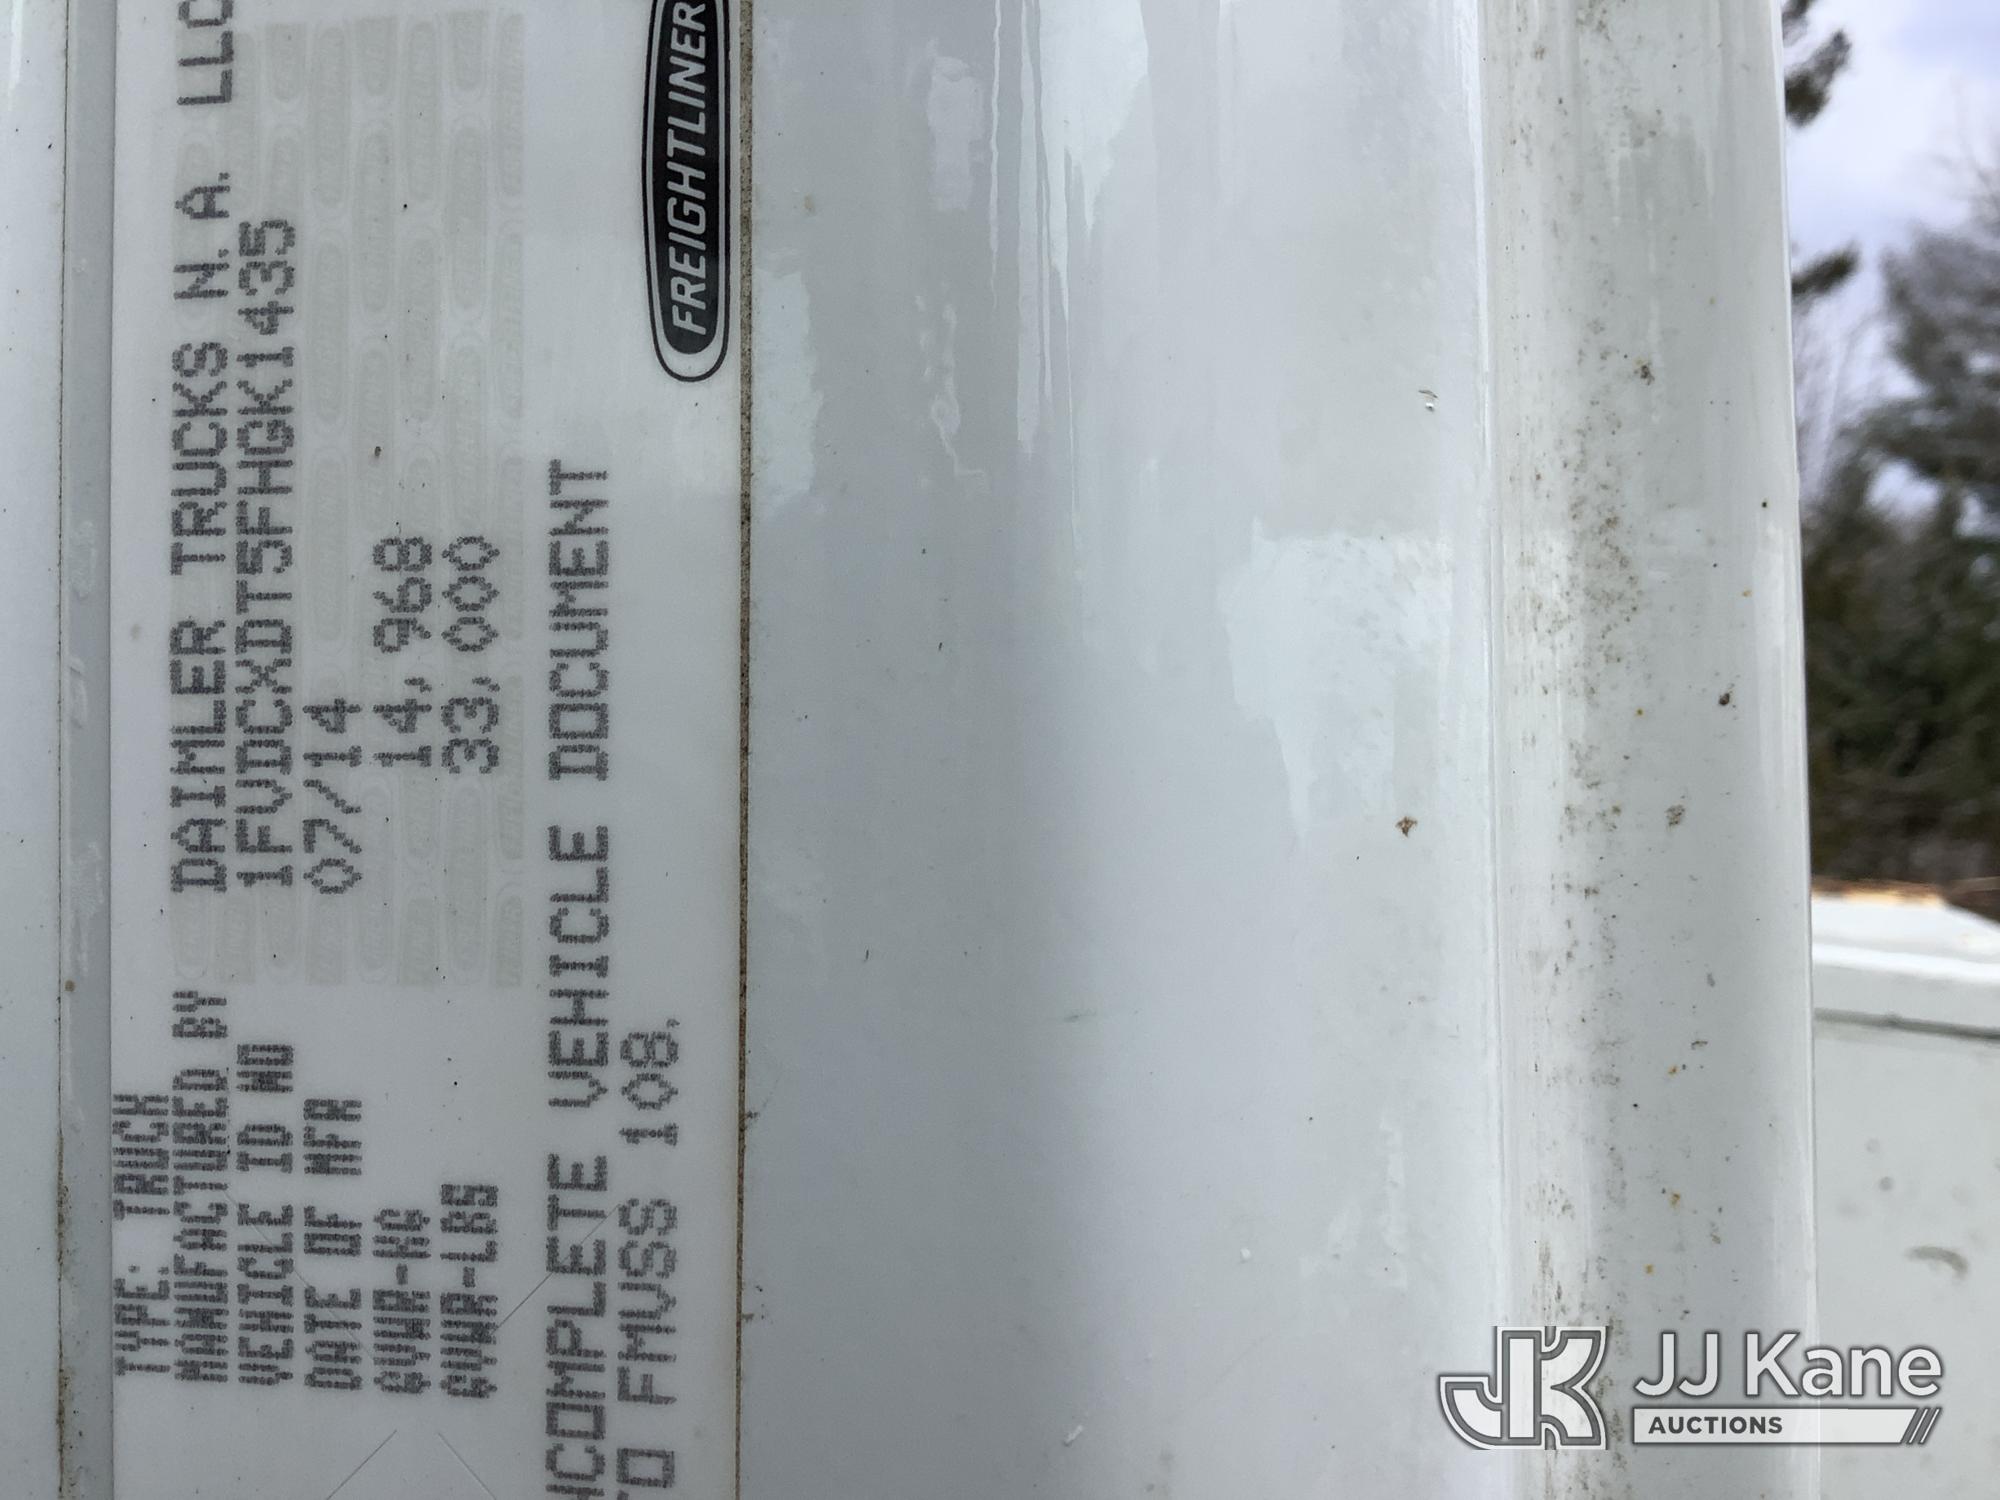 TYPE: TRUCK
MANUFACTURED BY DAIMLER TRUCKS N.A. LLC
VEHICLE ID NO 1FVDCXDT5FHGK1435
DATE OF MFR 07/14
GVWR-KG 14,968
GVWR-LBS 33,000
NCOMPLETE VEHICLE DOCUMENT
TO FMVSS 108,
FREIGHTLINER
JJ Kane
AUCTIONS